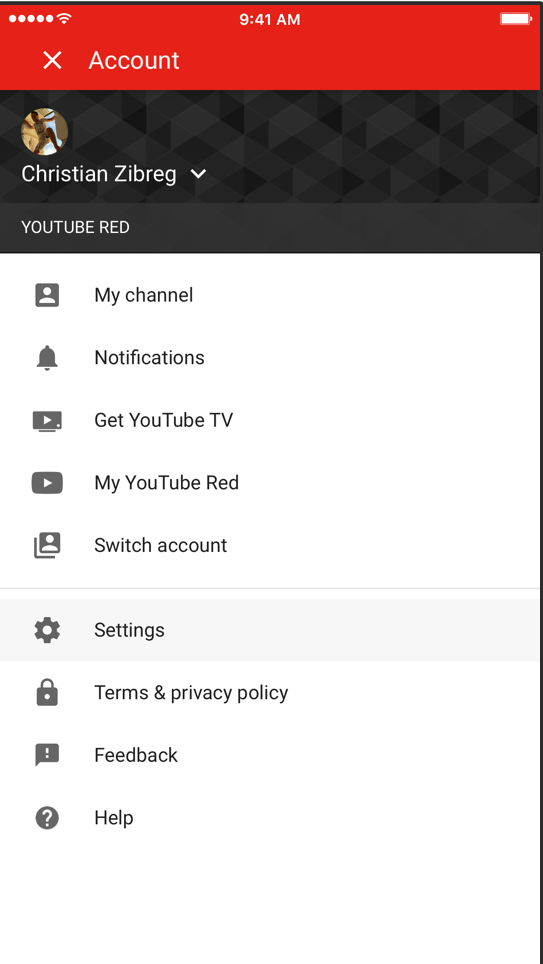 9:41 AM
Account
Christian Zibreg
YOUTUBE RED
My channel
Notifications
Get YouTube TV
My YouTube Red
Switch account
Settings
Terms & privacy policy
Feedback
Help